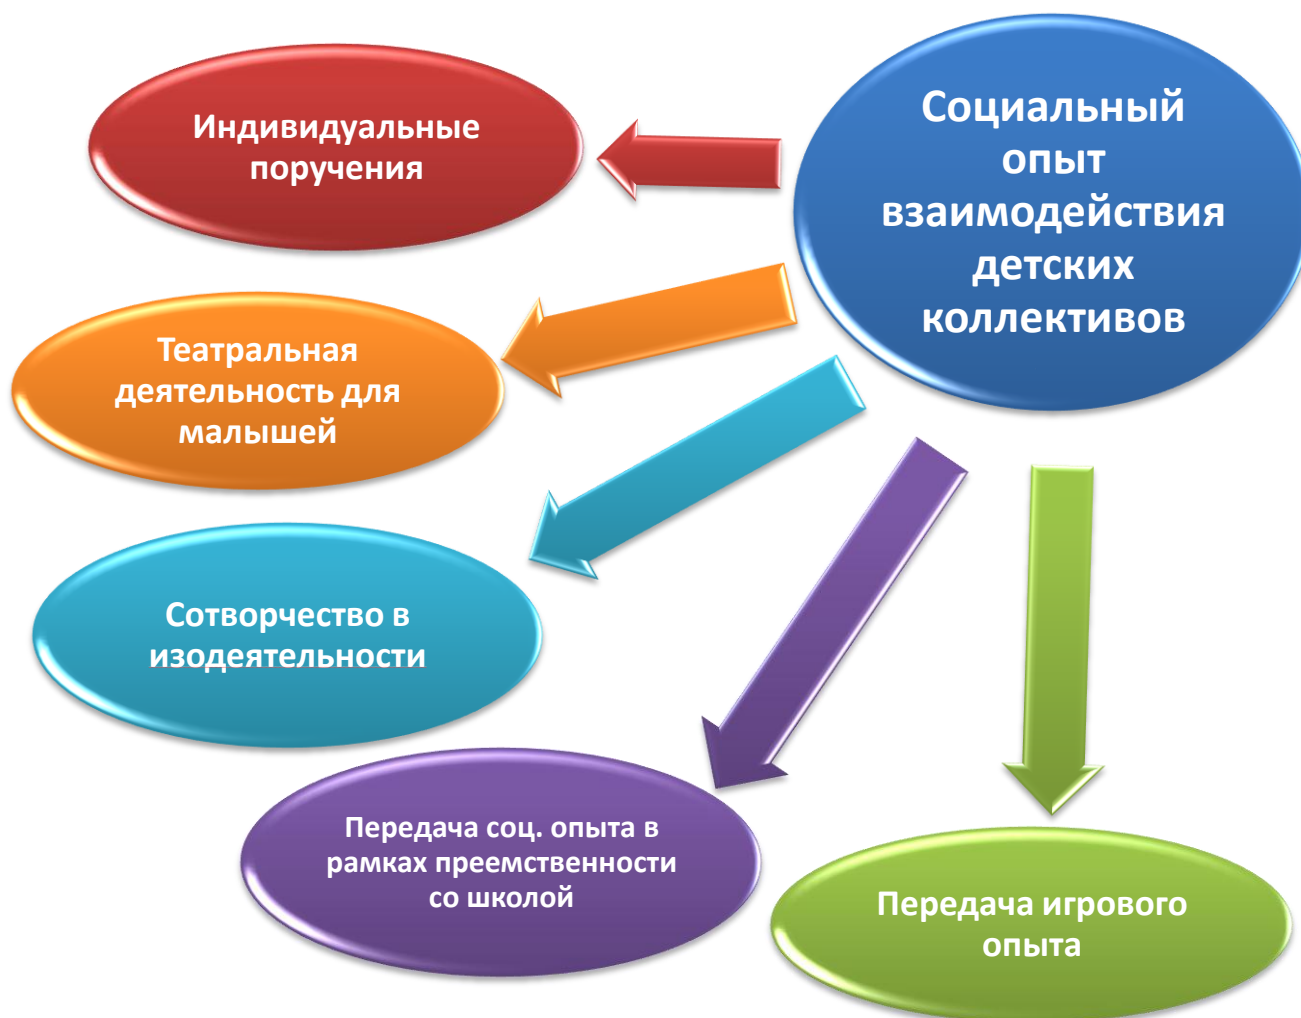 Социальный
опыт
взаимодействия
детских
коллективов
Индивидуальные
поручения
Театральная
деятельность для
малышей
Сотворчество в
изодеятельности
Передача соц. опыта в
рамках преемственности
со школой
Передача игрового
опыта